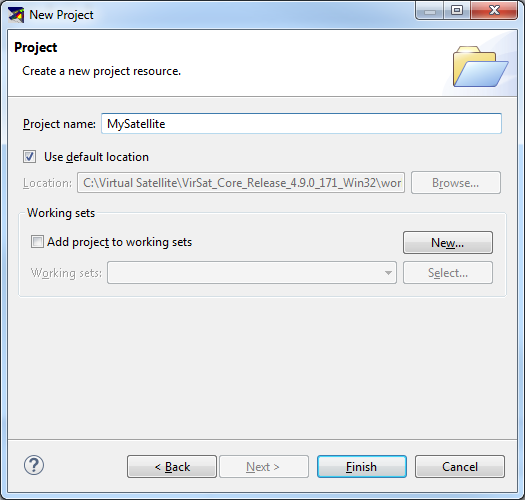 New Project
Project
Create a new project resource.
Project name: MySatellite
Use default location
Location: C:\Virtual Satellite\VirSat_Core_Release_4.9.0_171_Win32\wor Browse...
Working sets
Add project to working sets New...
Working sets: Select...
? < Back Next > Finish Cancel